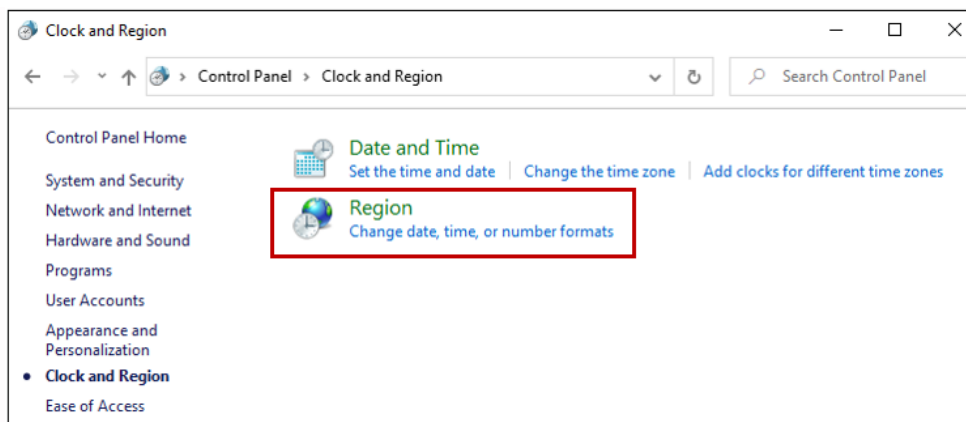 Clock and Region
Control Panel > Clock and Region
Search Control Panel
Control Panel Home
System and Security
Network and Internet
Hardware and Sound
Programs
User Accounts
Appearance and
Personalization
Clock and Region
Ease of Access
Date and Time
Set the time and date | Change the time zone | Add clocks for different time zones
Region
Change date, time, or number formats